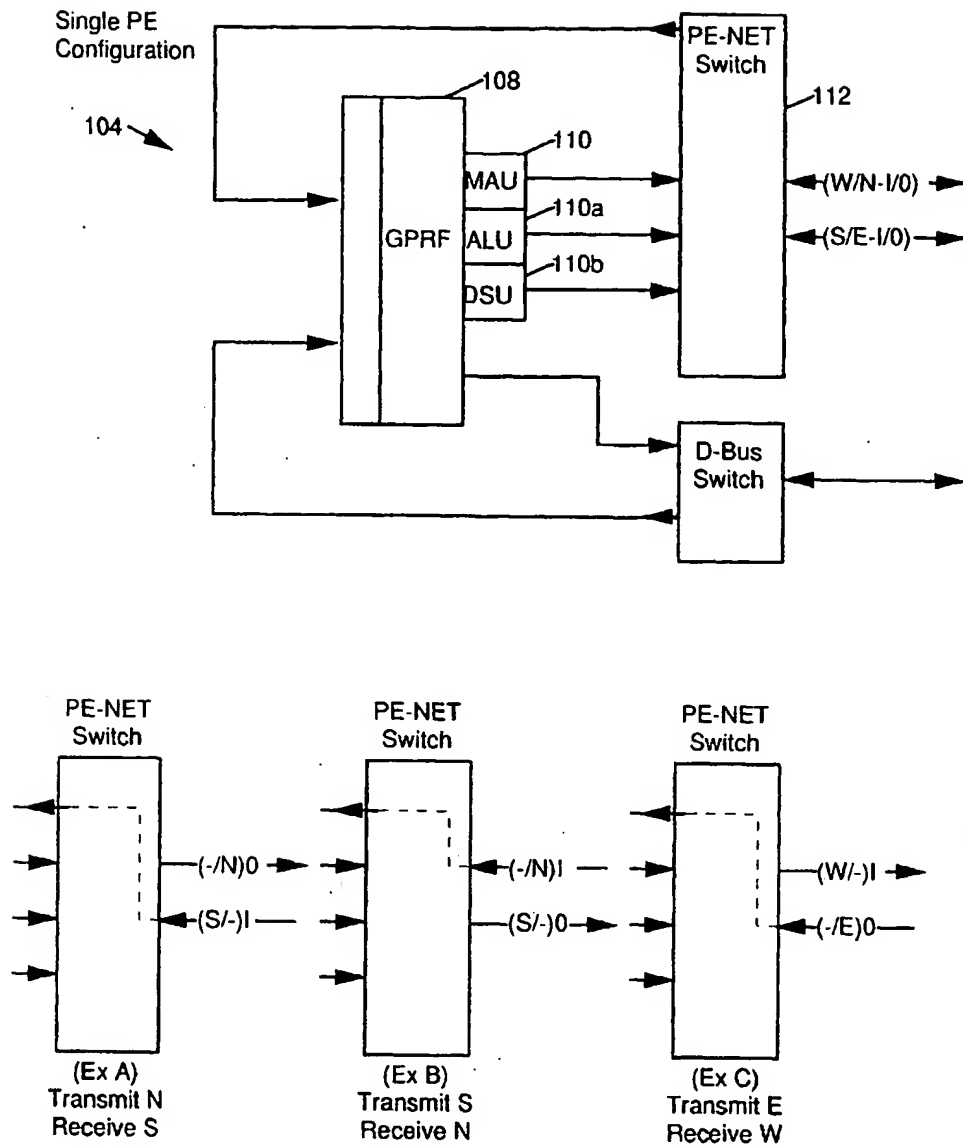 Single PE
Configuration
104
108
GPRF
110
MAU
110a
ALU
110b
DSU
PE-NET
Switch
112
(W/N-I/0)
(S/E-I/0)
D-Bus
Switch
PE-NET
Switch
(-/N)0
(S/-)I
(Ex A)
Transmit N
Receive S
PE-NET
Switch
(-/N)I
(S/-)0
(Ex B)
Transmit S
Receive N
PE-NET
Switch
(W/-)I
(-/E)0
(Ex C)
Transmit E
Receive W